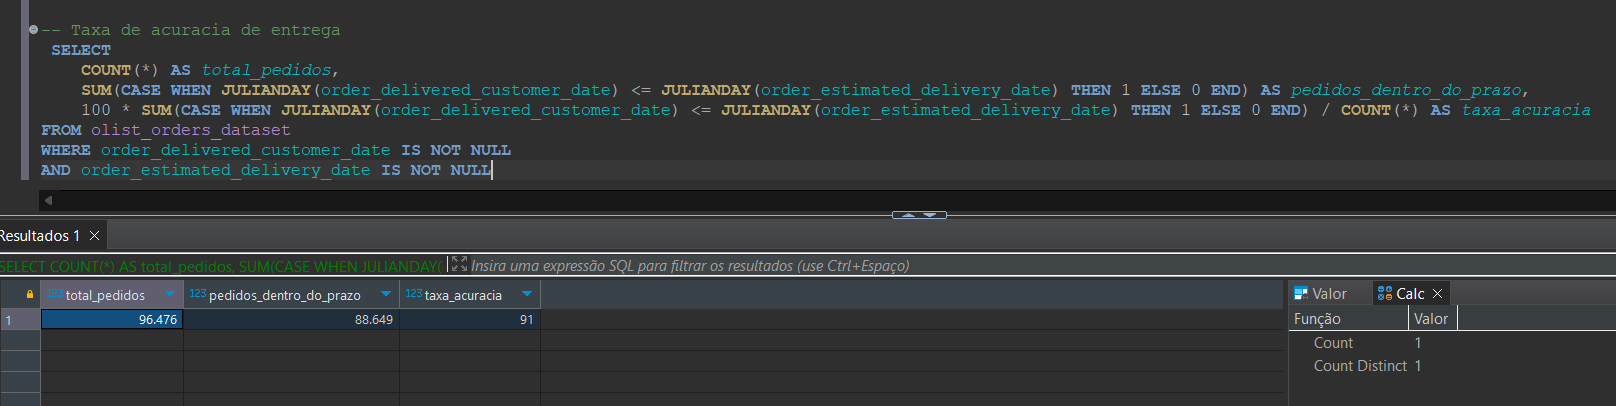 -- Taxa de acuracia de entrega
SELECT
COUNT(*) AS total_pedidos,
SUM(CASE WHEN JULIANDAY(order_delivered_customer_date) <= JULIANDAY(order_estimated_delivery_date) THEN 1 ELSE 0 END) AS pedidos_dentro_do_prazo,
100 * SUM(CASE WHEN JULIANDAY(order_delivered_customer_date) <= JULIANDAY(order_estimated_delivery_date) THEN 1 ELSE 0 END) / COUNT(*) AS taxa_acuracia
FROM olist_orders_dataset
WHERE order_delivered_customer_date IS NOT NULL
AND order_estimated_delivery_date IS NOT NULL
Resultados 1
SELECT COUNT(*) AS total_pedidos, SUM(CASE WHEN JULIANDAY( Insira uma expressão SQL para filtrar os resultados (use Ctrl+Espaço)
123 total_pedidos 123 pedidos_dentro_do_prazo 123 taxa_acuracia
1 96.476 88.649 91
Valor Calc
Função Valor
Count 1
Count Distinct 1